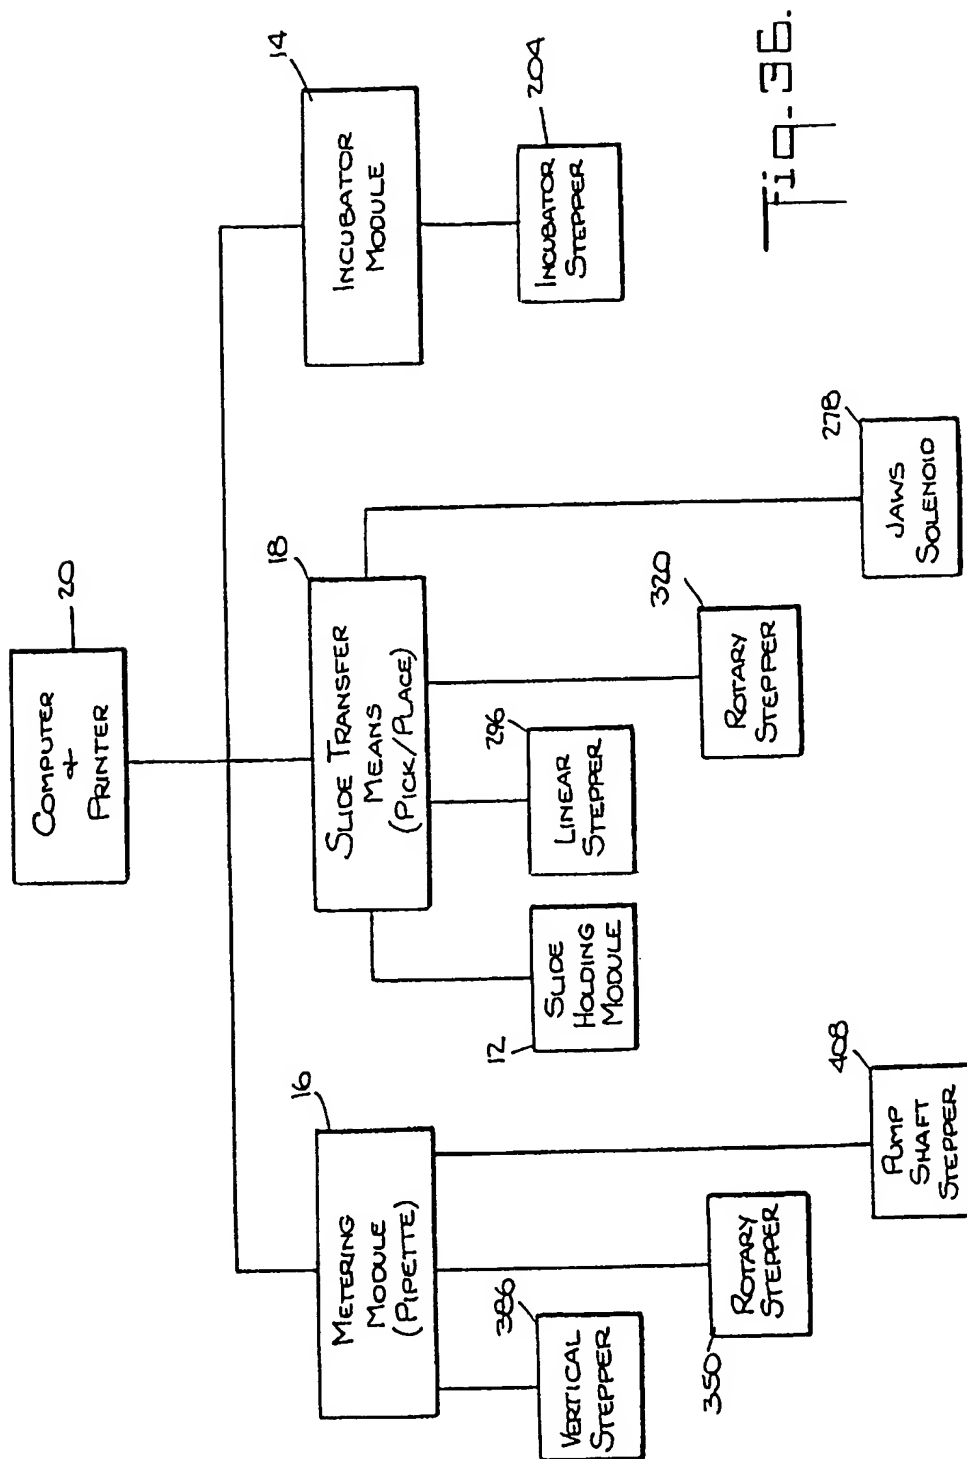 COMPUTER
+
PRINTER
20
METERING
MODULE
(PIPETTE)
16
SLIDE TRANSFER
MEANS
(PICK/PLACE)
18
INCUBATOR
MODULE
14
VERTICAL
STEPPER
386
ROTARY
STEPPER
350
PUMP
SHAFT
STEPPER
408
SLIDE
HOLDING
MODULE
12
LINEAR
STEPPER
296
ROTARY
STEPPER
320
JAWS
SOLENOID
278
INCUBATOR
STEPPER
204
Fig. 36.